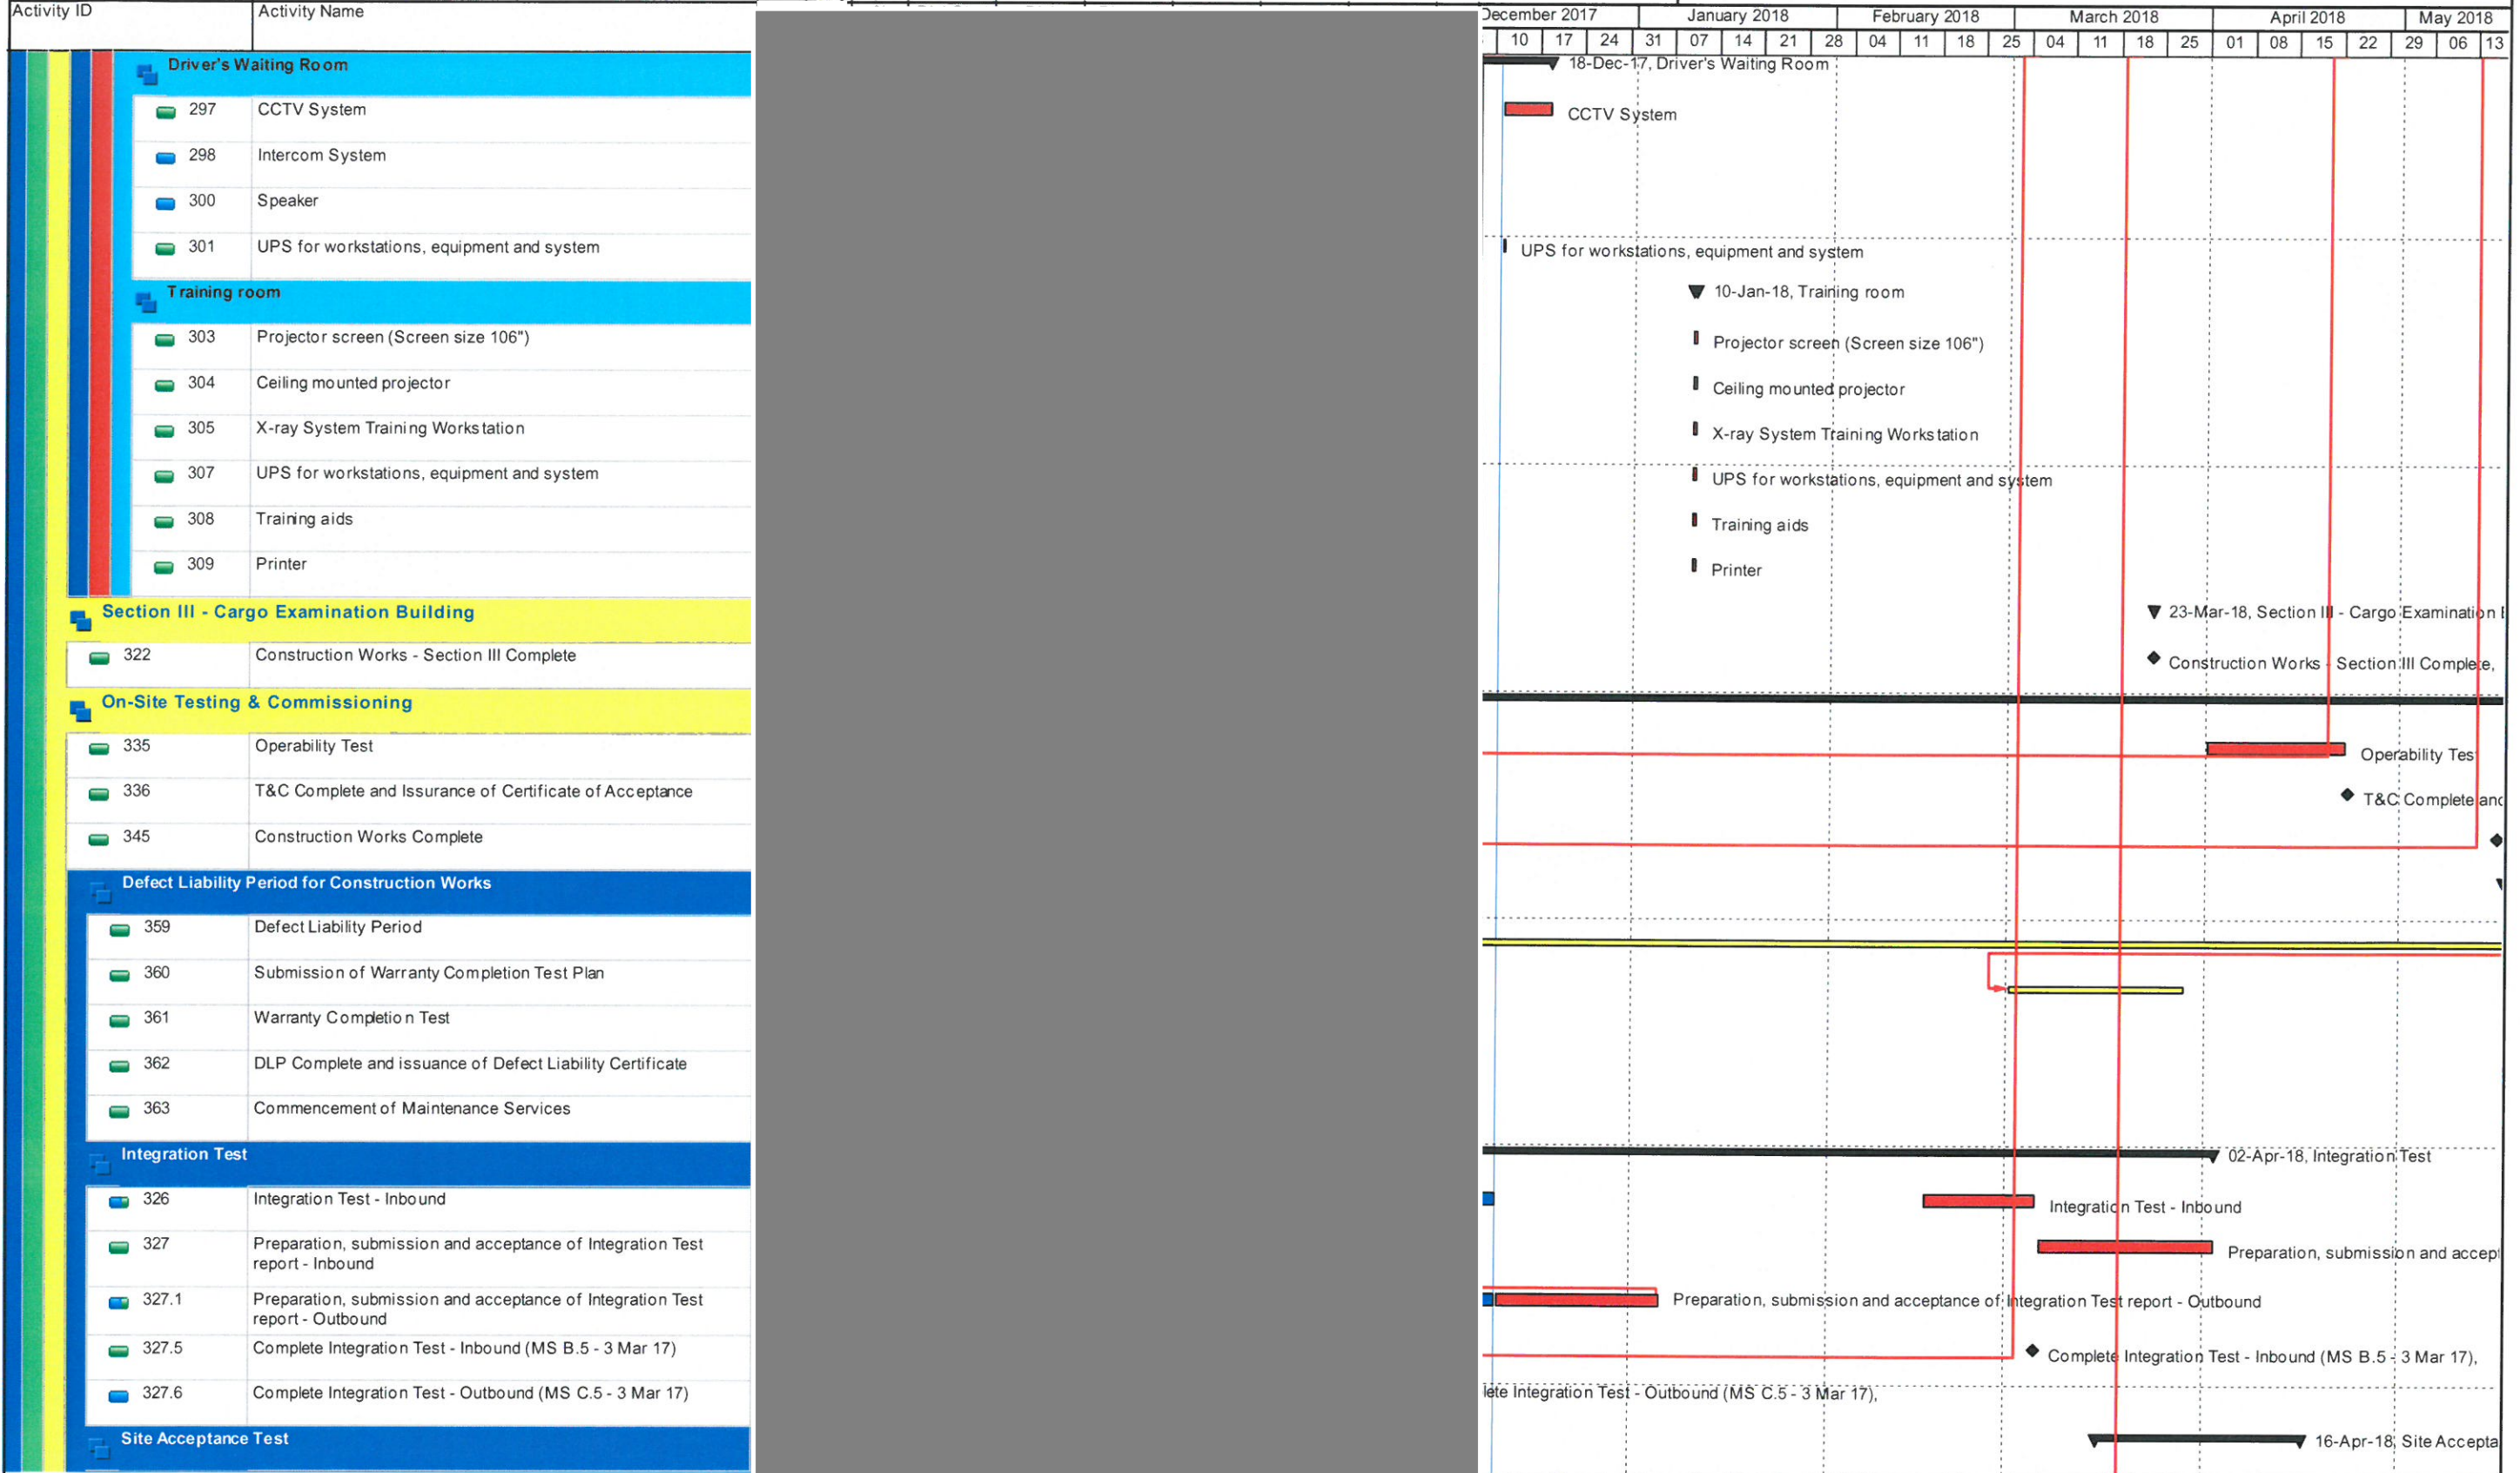 Activity ID
Activity Name
December 2017
January 2018
February 2018
March 2018
April 2018
May 2018
10 17 24 31 07 14 21 28 04 11 18 25 04 11 18 25 01 08 15 22 29 06 13
Driver's Waiting Room
18-Dec-17, Driver's Waiting Room
297 CCTV System
CCTV System
298 Intercom System
300 Speaker
301 UPS for workstations, equipment and system
UPS for workstations, equipment and system
Training room
10-Jan-18, Training room
303 Projector screen (Screen size 106")
Projector screen (Screen size 106")
304 Ceiling mounted projector
Ceiling mounted projector
305 X-ray System Training Workstation
X-ray System Training Workstation
307 UPS for workstations, equipment and system
UPS for workstations, equipment and system
308 Training aids
Training aids
309 Printer
Printer
Section III - Cargo Examination Building
23-Mar-18, Section III - Cargo Examination
322 Construction Works - Section III Complete
Construction Works - Section III Complete,
On-Site Testing & Commissioning
335 Operability Test
Operability Tes
336 T&C Complete and Issurance of Certificate of Acceptance
T&C Complete and
345 Construction Works Complete
Defect Liability Period for Construction Works
359 Defect Liability Period
360 Submission of Warranty Completion Test Plan
361 Warranty Completion Test
362 DLP Complete and issuance of Defect Liability Certificate
363 Commencement of Maintenance Services
Integration Test
02-Apr-18, Integration Test
326 Integration Test - Inbound
Integration Test - Inbound
327 Preparation, submission and acceptance of Integration Test
report - Inbound
Preparation, submission and accept
327.1 Preparation, submission and acceptance of Integration Test
report - Outbound
Preparation, submission and acceptance of Integration Test report - Outbound
327.5 Complete Integration Test - Inbound (MS B.5 - 3 Mar 17)
Complete Integration Test - Inbound (MS B.5 - 3 Mar 17),
327.6 Complete Integration Test - Outbound (MS C.5 - 3 Mar 17)
lete Integration Test - Outbound (MS C.5 - 3 Mar 17),
Site Acceptance Test
16-Apr-18, Site Accepta